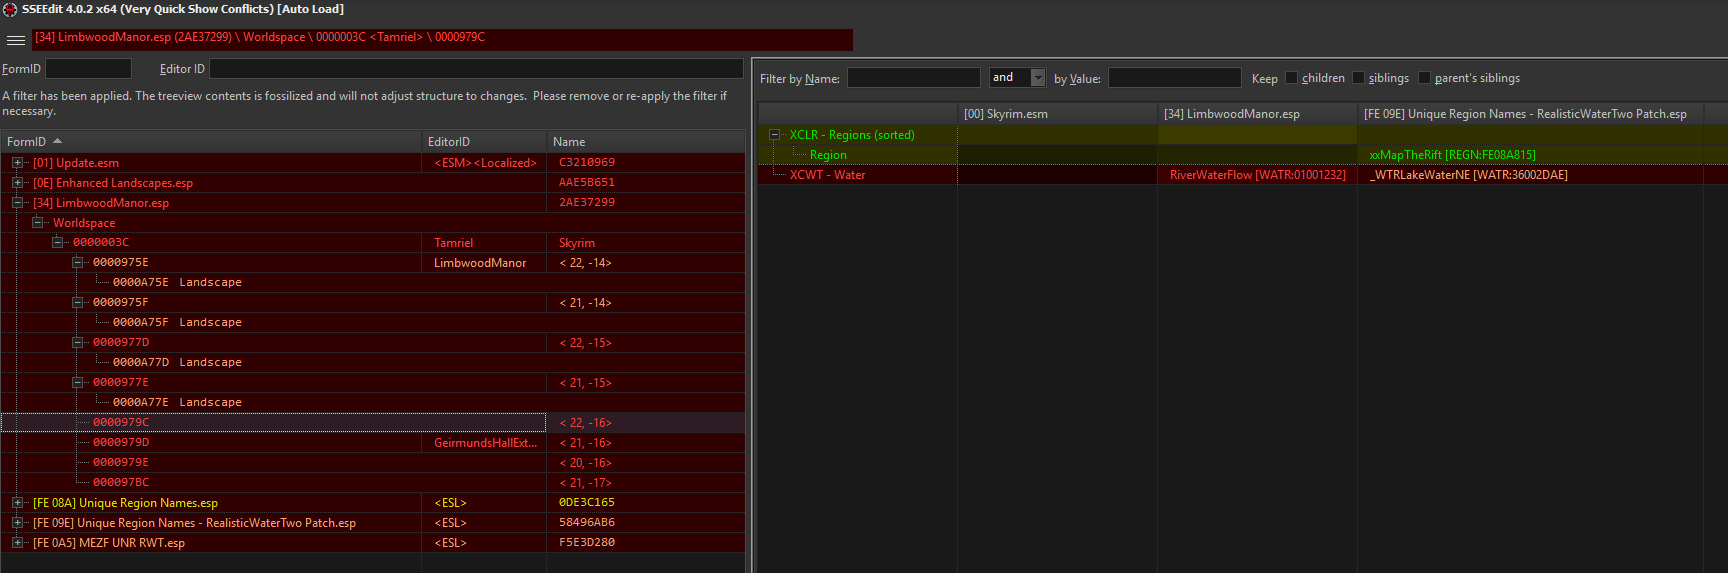 SSEEdit 4.0.2 x64 (Very Quick Show Conflicts) [Auto Load]
[34] LimbwoodManor.esp (2AE37299) \ Worldspace \ 0000003C <Tamriel> \ 0000979C
FormID Editor ID
A filter has been applied. The treeview contents is fossilized and will not adjust structure to changes. Please remove or re-apply the filter if
necessary.
FormID EditorID Name
[01] Update.esm <ESM><Localized> C3210969
[0E] Enhanced Landscapes.esp AAE5B651
[34] LimbwoodManor.esp 2AE37299
Worldspace
0000003C Tamriel Skyrim
0000975E LimbwoodManor < 22, -14>
0000A75E Landscape
0000975F < 21, -14>
0000A75F Landscape
0000977D < 22, -15>
0000A77D Landscape
0000977E < 21, -15>
0000A77E Landscape
0000979C < 22, -16>
0000979D GeirmundsHallExt... < 21, -16>
0000979E < 20, -16>
000097BC < 21, -17>
[FE 08A] Unique Region Names.esp <ESL> 0DE3C165
[FE 09E] Unique Region Names - RealisticWaterTwo Patch.esp <ESL> 58496AB6
[FE 0A5] MEZF UNR RWT.esp <ESL> F5E3D280
Filter by Name: and by Value: Keep children siblings parent's siblings
[00] Skyrim.esm [34] LimbwoodManor.esp [FE 09E] Unique Region Names - RealisticWaterTwo Patch.esp
XCLR - Regions (sorted)
Region xxMapTheRift [REGN:FE08A815]
XCWT - Water RiverWaterFlow [WATR:01001232] _WTRLakeWaterNE [WATR:36002DAE]